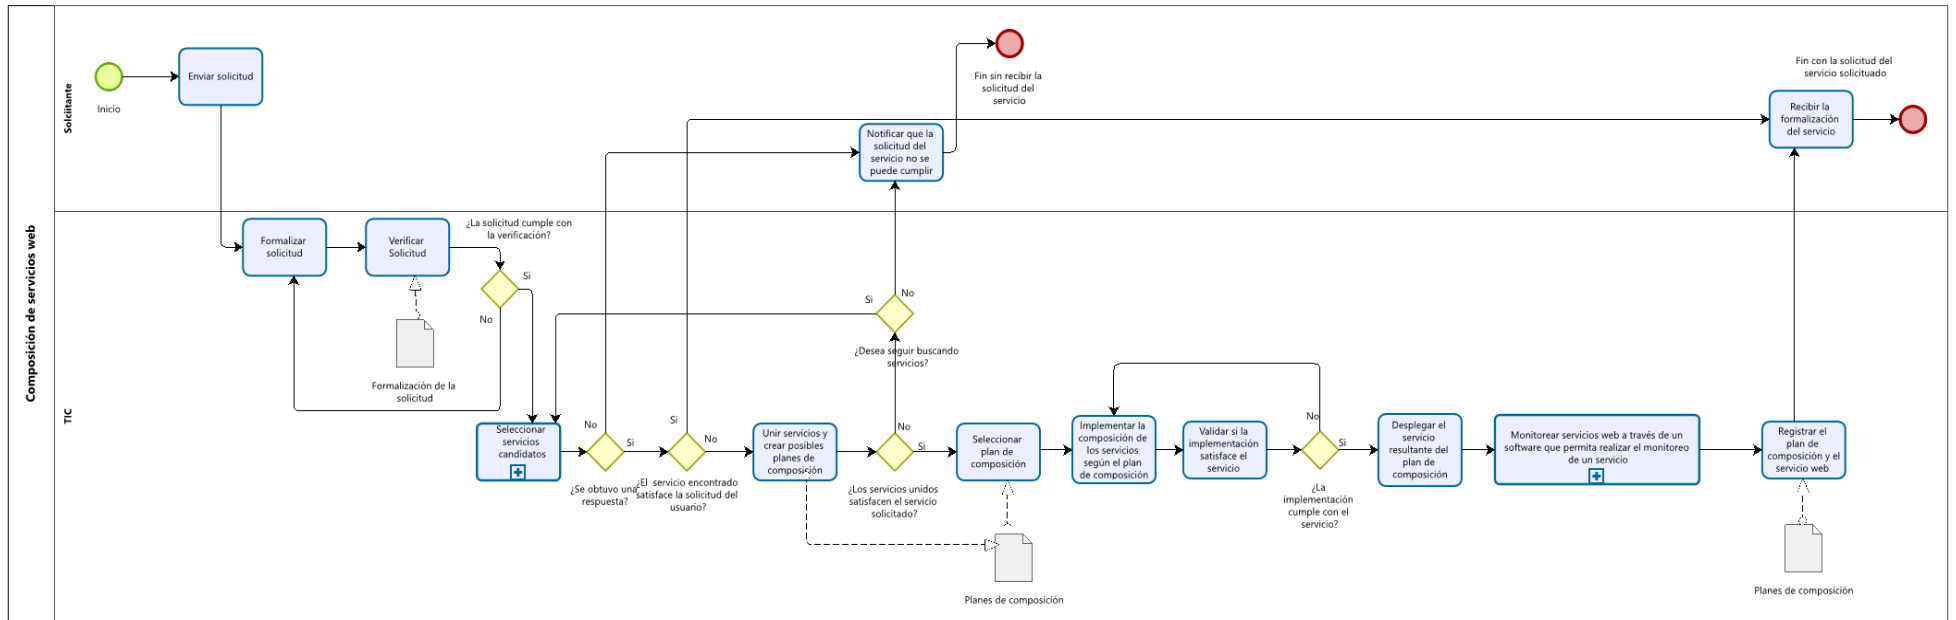 Composición de servicios web
Solciitante
TIC
Inicio
Enviar solicitud
Fin sin recibir la
solicitud del
servicio
Notificar que la
solicitud del
servicio no se
puede cumplir
Fin con la solicitud del
servicio solicituado
Recibir la
formalización
del servicio
Formalizar
solicitud
Verificar
Solicitud
¿La solicitud cumple con
la verificación?
Si
No
Formalización de la
solicitud
Seleccionar
servicios
candidatos
No
Si
¿Se obtuvo una
respuesta?
Si
No
¿El servicio encontrado
satisface la solicitud del
usuario?
Unir servicios y
crear posibles
planes de
composición
Si
No
¿Desea seguir buscando
servicios?
No
Si
¿Los servicios unidos
satisfacen el servicio
solicitado?
Seleccionar
plan de
composición
Planes de composición
Implementar la
composición de
los servicios
según el plan
de composición
Validar si la
implementación
satisface el
servicio
No
Si
¿La
implementación
cumple con el
servicio?
Desplegar el
servicio
resultante del
plan de
composición
Monitorear servicios web a través de un
software que permita realizar el monitoreo
de un servicio
Registrar el
plan de
composición y el
servicio web
Planes de composición